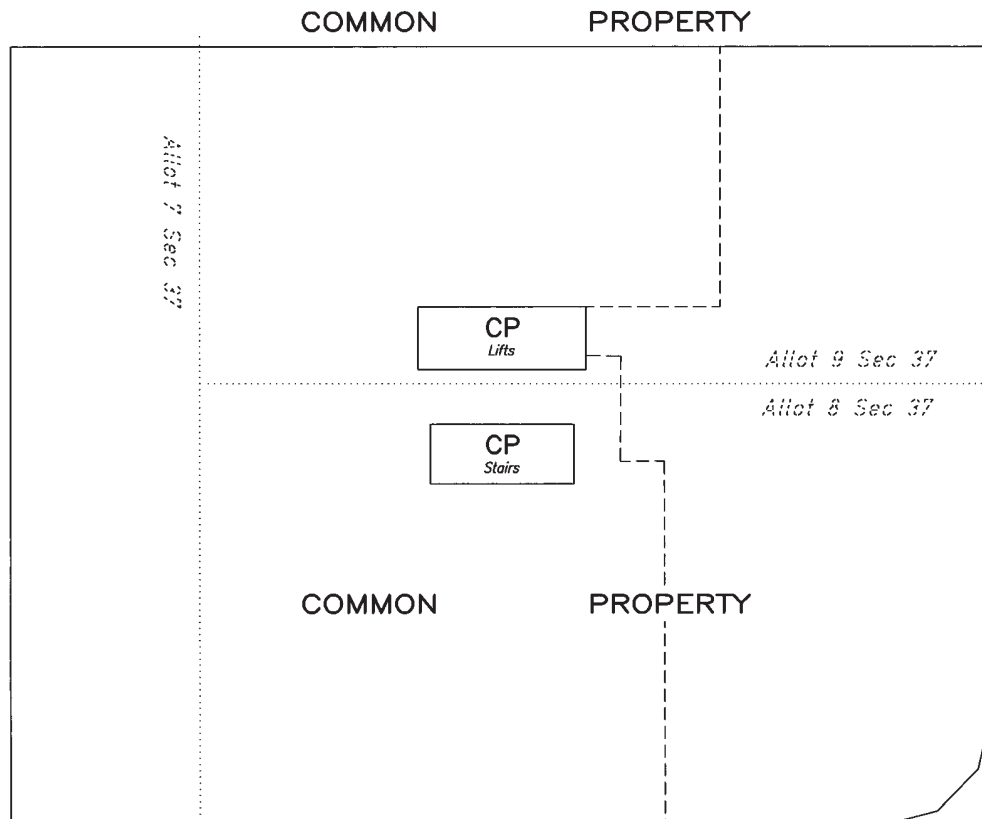 COMMON PROPERTY
Allot 7 Sec 37
CP
Lifts
Allot 9 Sec 37
Allot 8 Sec 37
CP
Stairs
COMMON PROPERTY